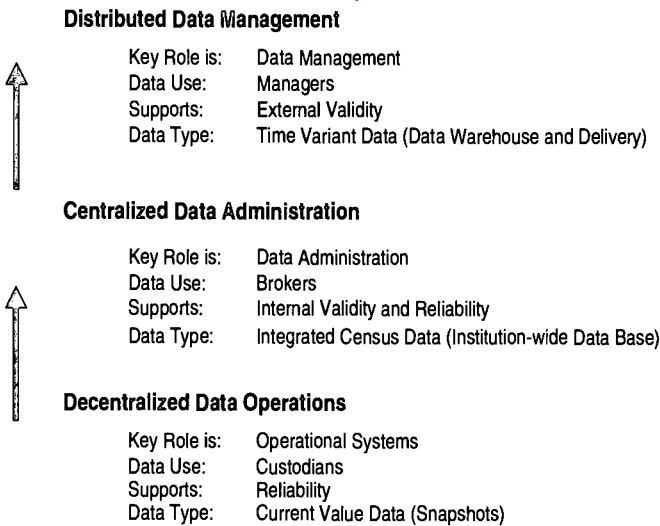 Distributed Data Management
Key Role is: Data Management
Data Use: Managers
Supports: External Validity
Data Type: Time Variant Data (Data Warehouse and Delivery)
Centralized Data Administration
Key Role is: Data Administration
Data Use: Brokers
Supports: Internal Validity and Reliability
Data Type: Integrated Census Data (Institution-wide Data Base)
Decentralized Data Operations
Key Role is: Operational Systems
Data Use: Custodians
Supports: Reliability
Data Type: Current Value Data (Snapshots)